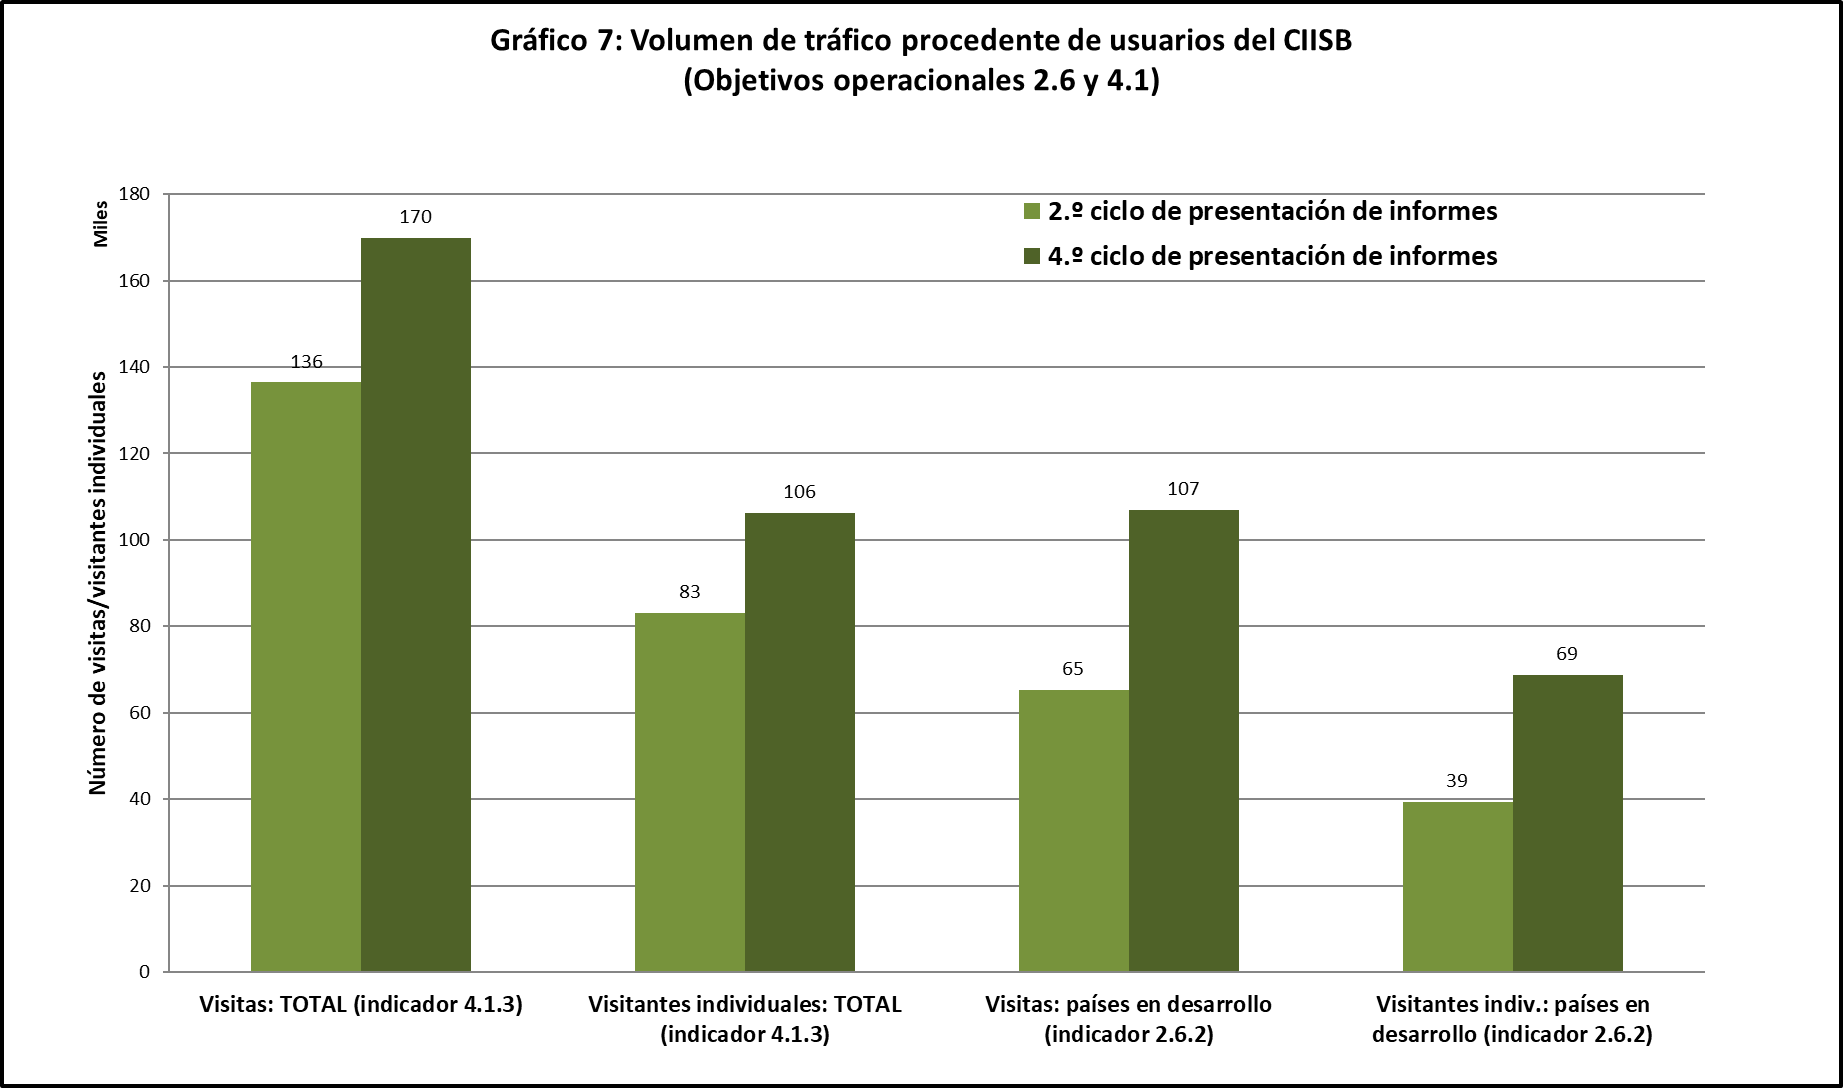 Gráfico 7: Volumen de tráfico procedente de usuarios del CIISB
(Objetivos operacionales 2.6 y 4.1)
Miles
Número de visitas/visitantes individuales
180
160
140
120
100
80
60
40
20
0
2.º ciclo de presentación de informes
4.º ciclo de presentación de informes
136
170
83
106
65
107
39
69
Visitas: TOTAL (indicador 4.1.3)
Visitantes individuales: TOTAL
(indicador 4.1.3)
Visitas: países en desarrollo
(indicador 2.6.2)
Visitantes indiv.: países en
desarrollo (indicador 2.6.2)